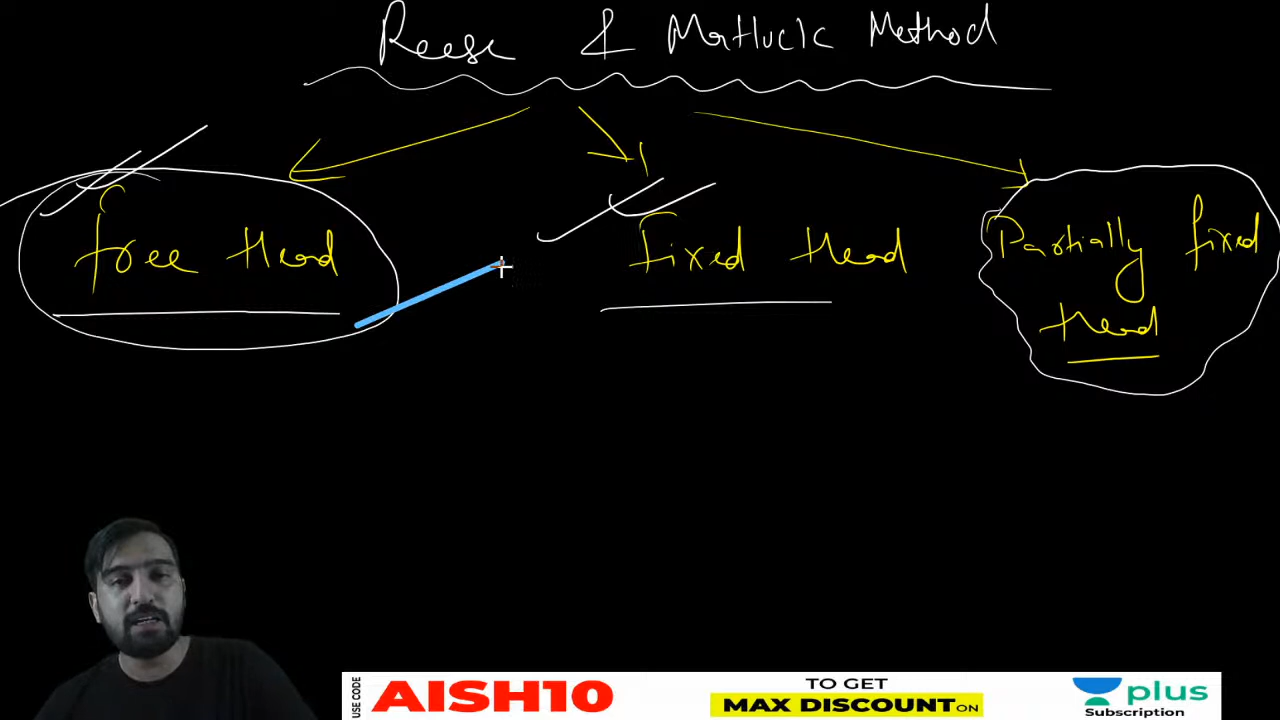 Reese & Matlock Method
Free Head
Fixed Head
Partially fixed
Head
USE CODE
AISH10
TO GET
MAX DISCOUNT ON
plus
Subscription